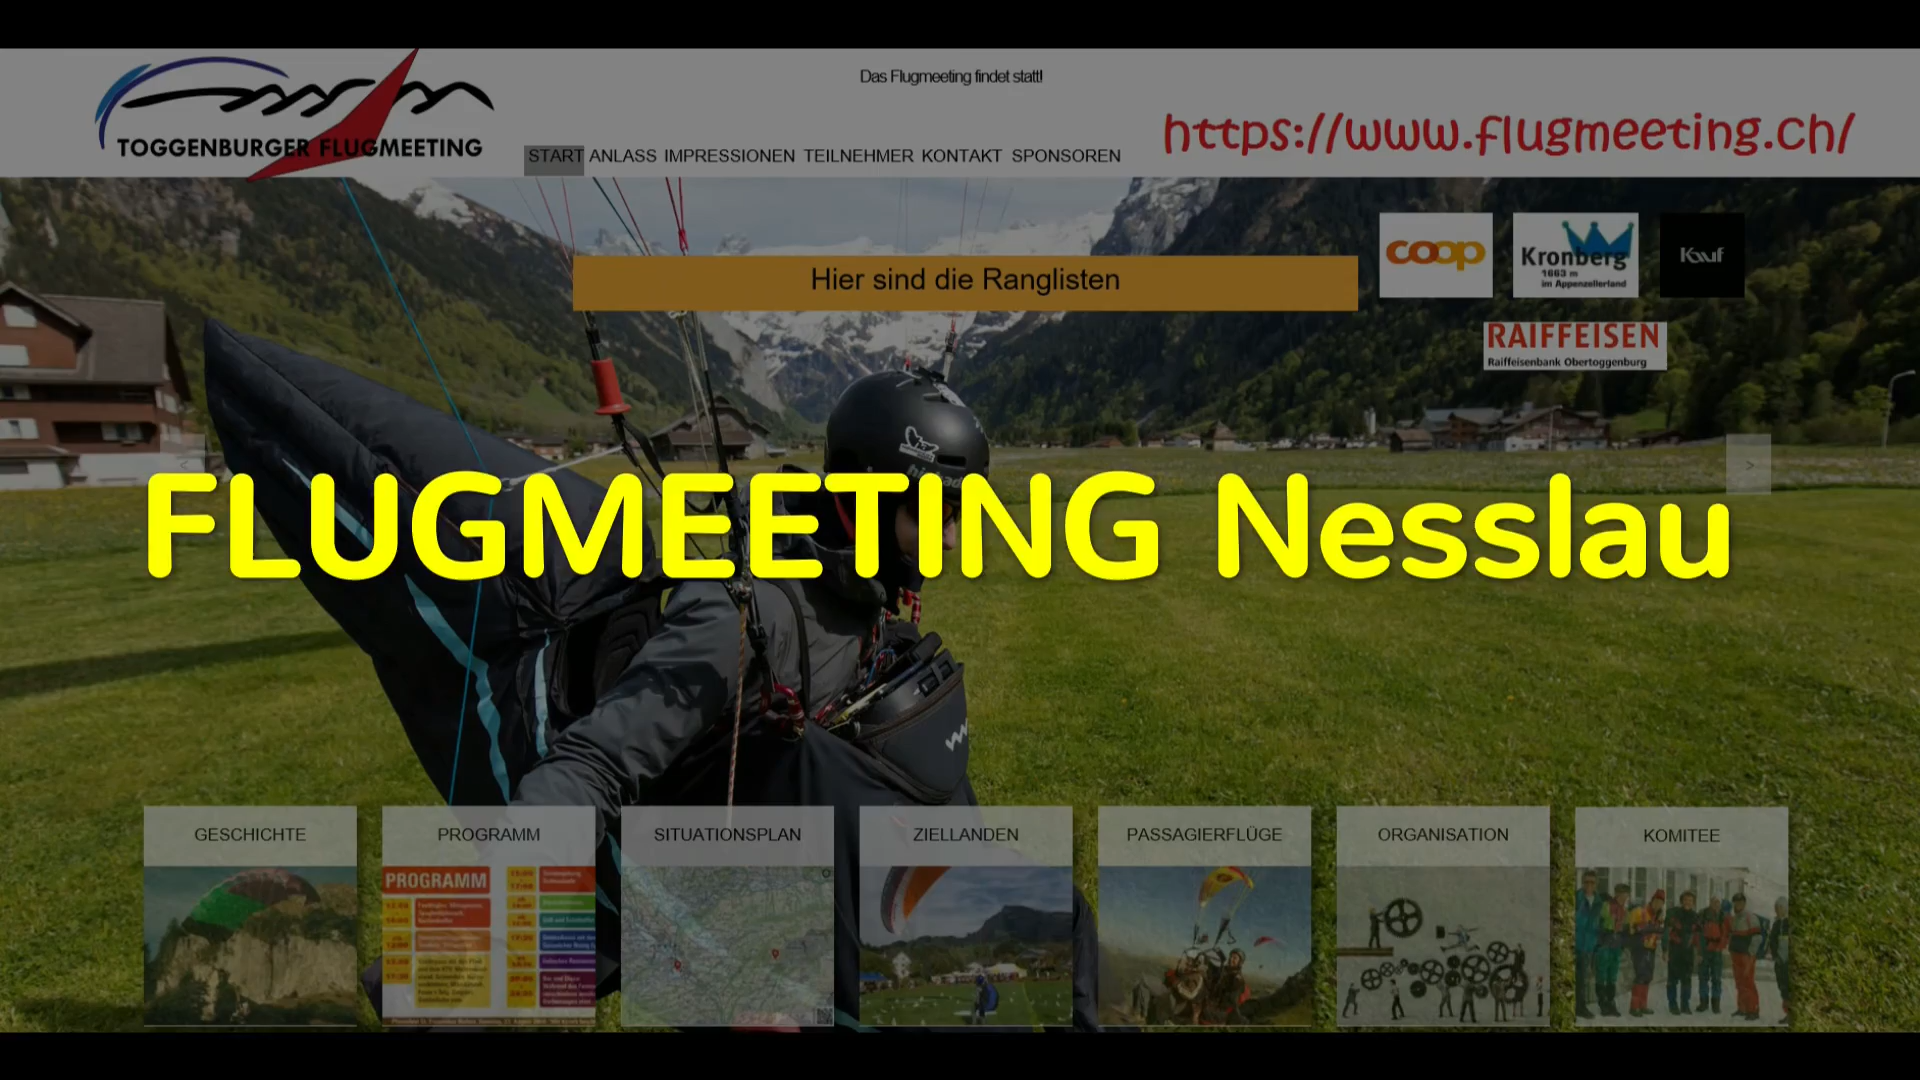 Das Flugmeeting findet statt!
TOGGENBURGER FLUGMEETING
START ANLASS IMPRESSIONEN TEILNEHMER KONTAKT SPONSOREN
https://www.flugmeeting.ch/
Hier sind die Ranglisten
coop
Kronberg
1663 m
im Appenzellerland
Kauf
RAIFFEISEN
Raiffeisenbank Obertoggenburg
FLUGMEETING Nesslau
GESCHICHTE
PROGRAMM
SITUATIONSPLAN
ZIELLANDEN
PASSAGIERFLÜGE
ORGANISATION
KOMITEE
PROGRAMM